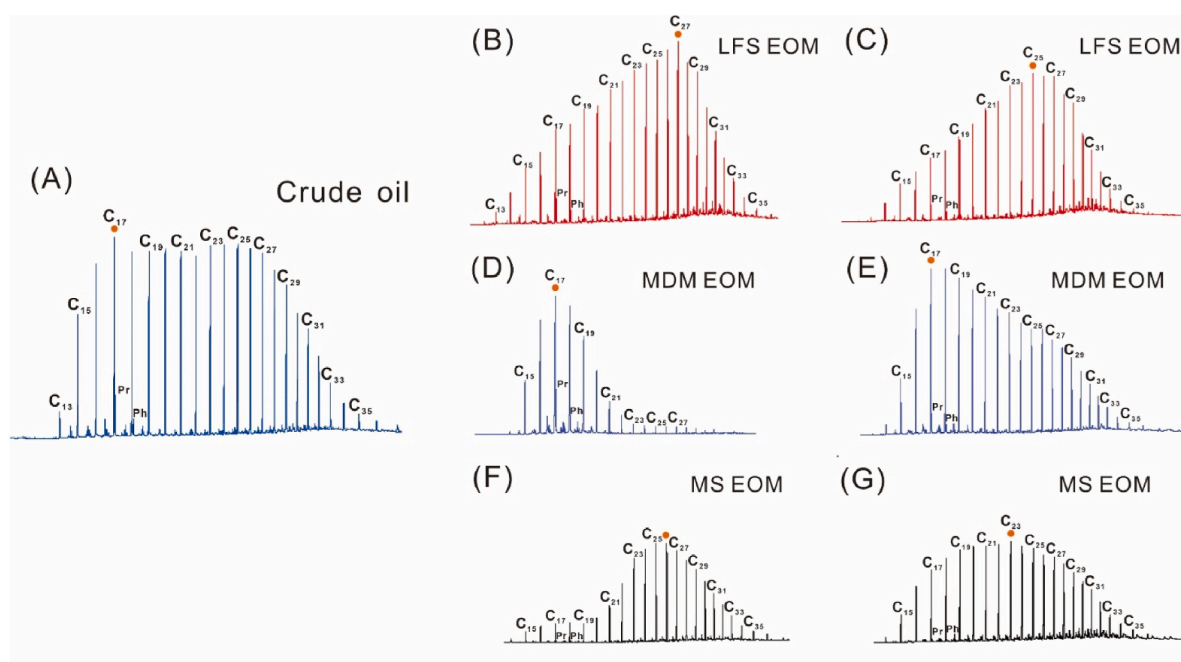 (A)
Crude oil
C17
C19
C21
C23
C25
C27
C15
C29
C31
C33
C13
Pr
Ph
C35
(B)
LFS EOM
C27
C25
C23
C29
C21
C19
C17
C31
C15
Pr
Ph
C33
C13
C35
(C)
LFS EOM
C25
C27
C23
C21
C29
C19
C17
C31
C15
Pr
Ph
C33
C35
(D)
MDM EOM
C17
C19
C15
Pr
C21
Ph
C23
C25
C27
(E)
MDM EOM
C17
C19
C21
C23
C25
C27
C29
C15
C31
Pr
Ph
C33
C35
(F)
MS EOM
C25
C27
C23
C29
C21
C31
C19
C17
C15
Pr
Ph
C33
C35
(G)
MS EOM
C23
C21
C19
C25
C27
C17
C29
C31
C15
Pr
Ph
C33
C35